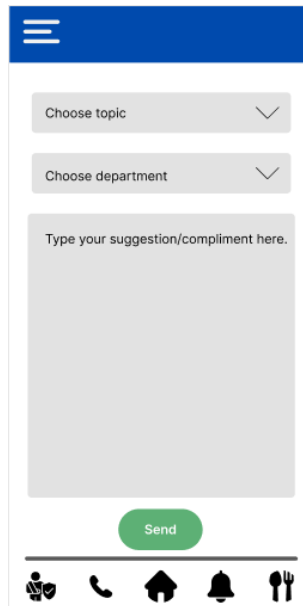 Choose topic
Choose department
Type your suggestion/compliment here.
Send